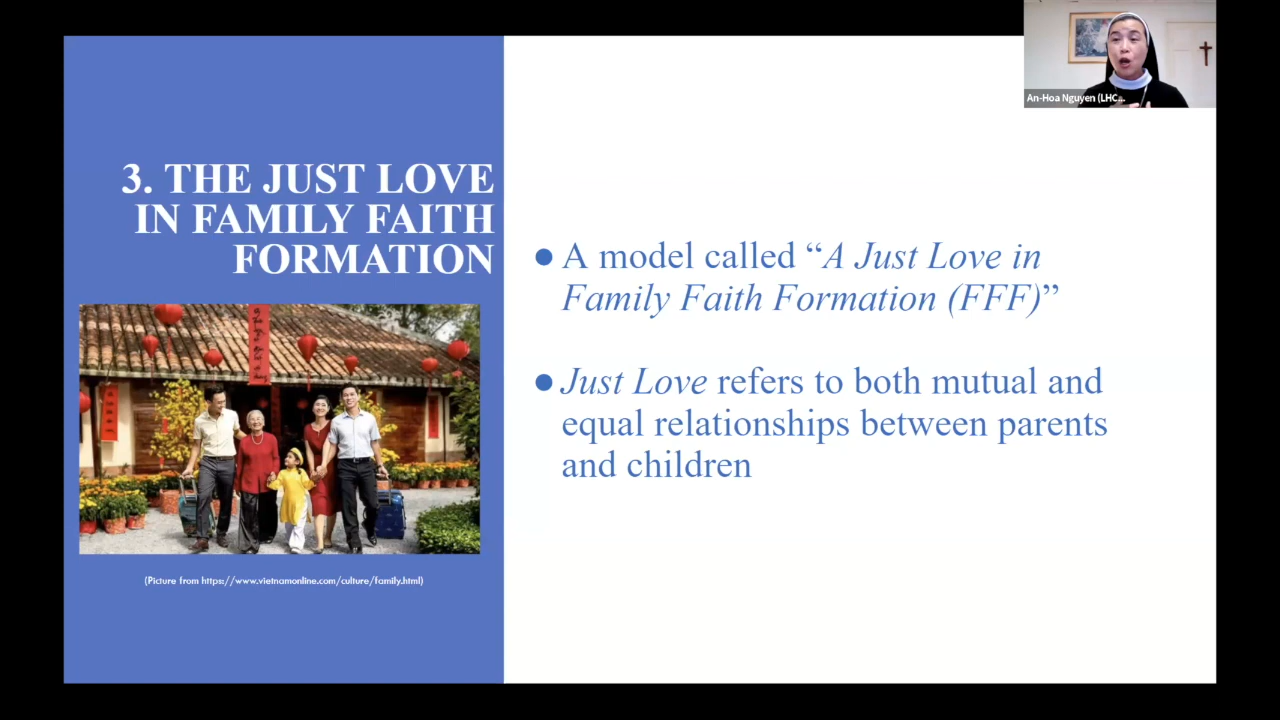 An-Hoa Nguyen (LHC...
3. THE JUST LOVE
IN FAMILY FAITH
FORMATION
(Picture from https://www.vietnamonline.com/culture/family.html)
● A model called “A Just Love in
Family Faith Formation (FFF)”
● Just Love refers to both mutual and
equal relationships between parents
and children